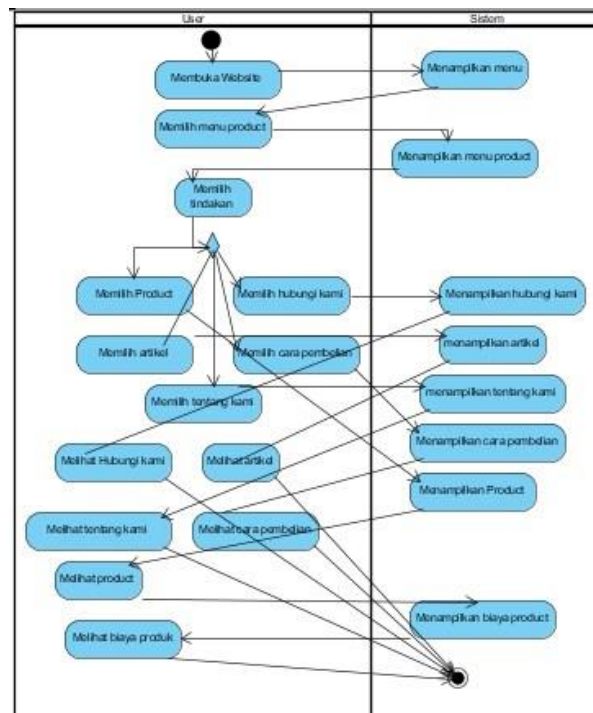 User
Sistem
Membuka Website
Menampilkan menu
Memilih menu product
Menampilkan menu product
Memilih
tindakan
Memilih Product
Memilih hubungi kami
Menampilkan hubungi kami
Memilih artikel
Memilih cara pembelian
menampilkan artikel
Memilih tentang kami
menampilkan tentang kami
Menampilkan cara pembelian
Melihat Hubungi kami
Melihat artikel
Menampilkan Product
Melihat tentang kami
Melihat cara pembelian
Melihat product
Menampilkan biaya product
Melihat biaya produk